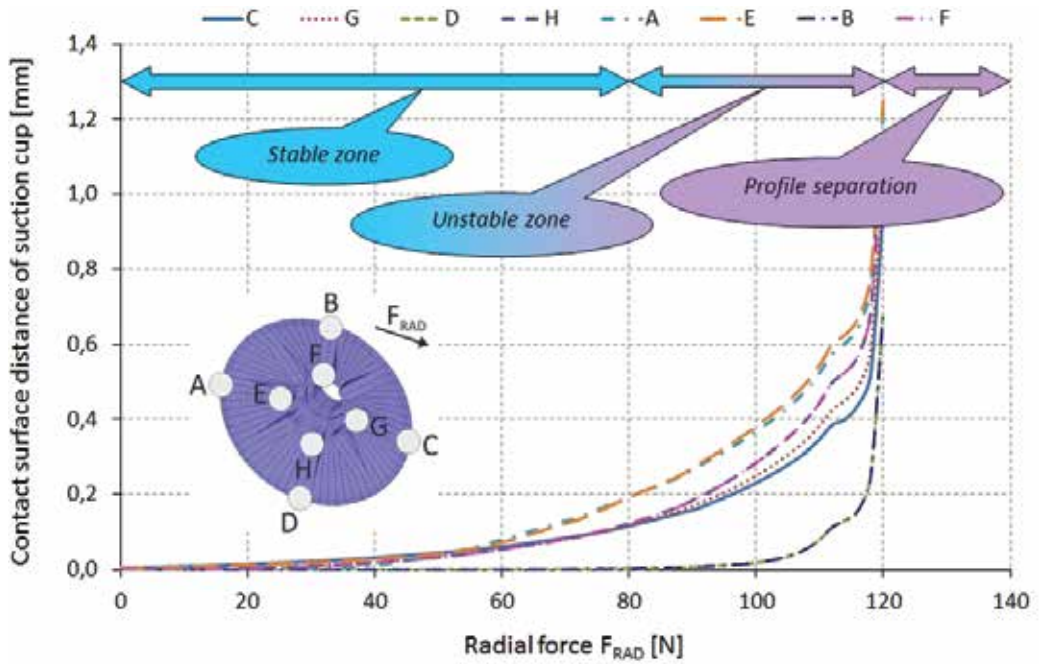 C G D H A E B F
Contact surface distance of suction cup [mm]
1,4
1,2
1,0
0,8
0,6
0,4
0,2
0,0
Stable zone
Unstable zone
Profile separation
B
F_RAD
F
A
E
G
C
H
D
0 20 40 60 80 100 120 140
Radial force F_RAD [N]